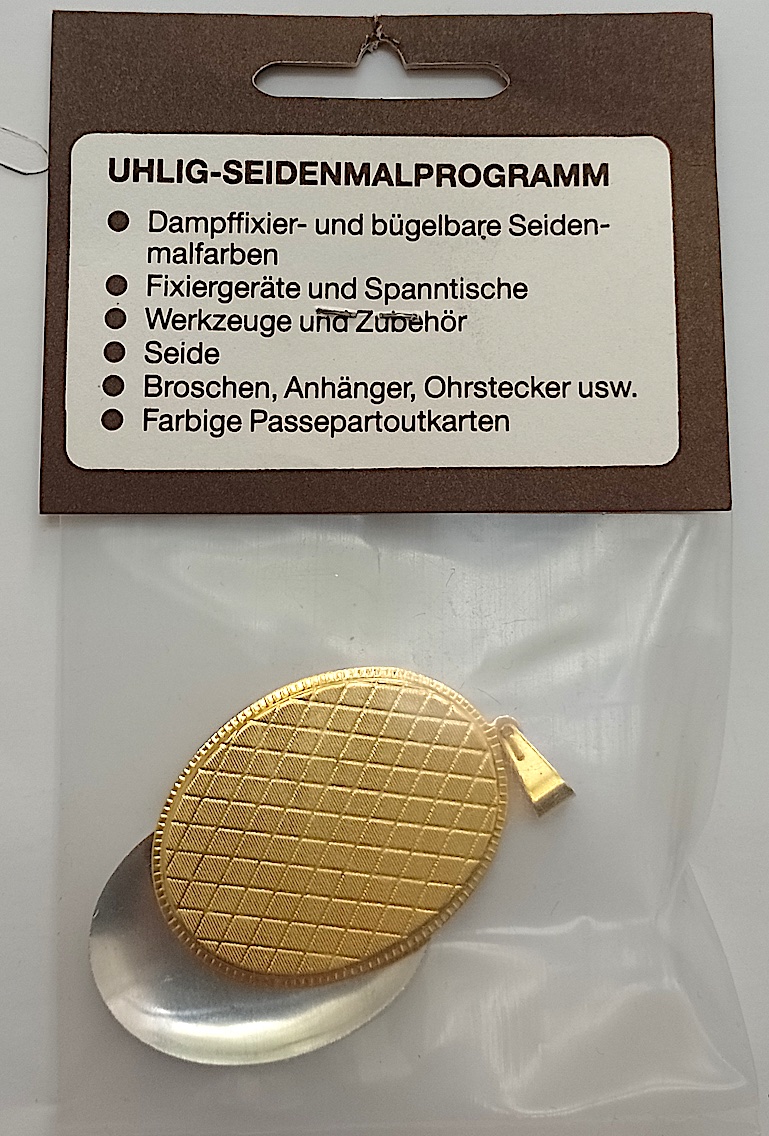 UHLIG-SEIDENMALPROGRAMM
● Dampffixier- und bügelbare Seiden-
malfarben
● Fixiergeräte und Spanntische
● Werkzeuge und Zubehör
● Seide
● Broschen, Anhänger, Ohrstecker usw.
● Farbige Passepartoutkarten